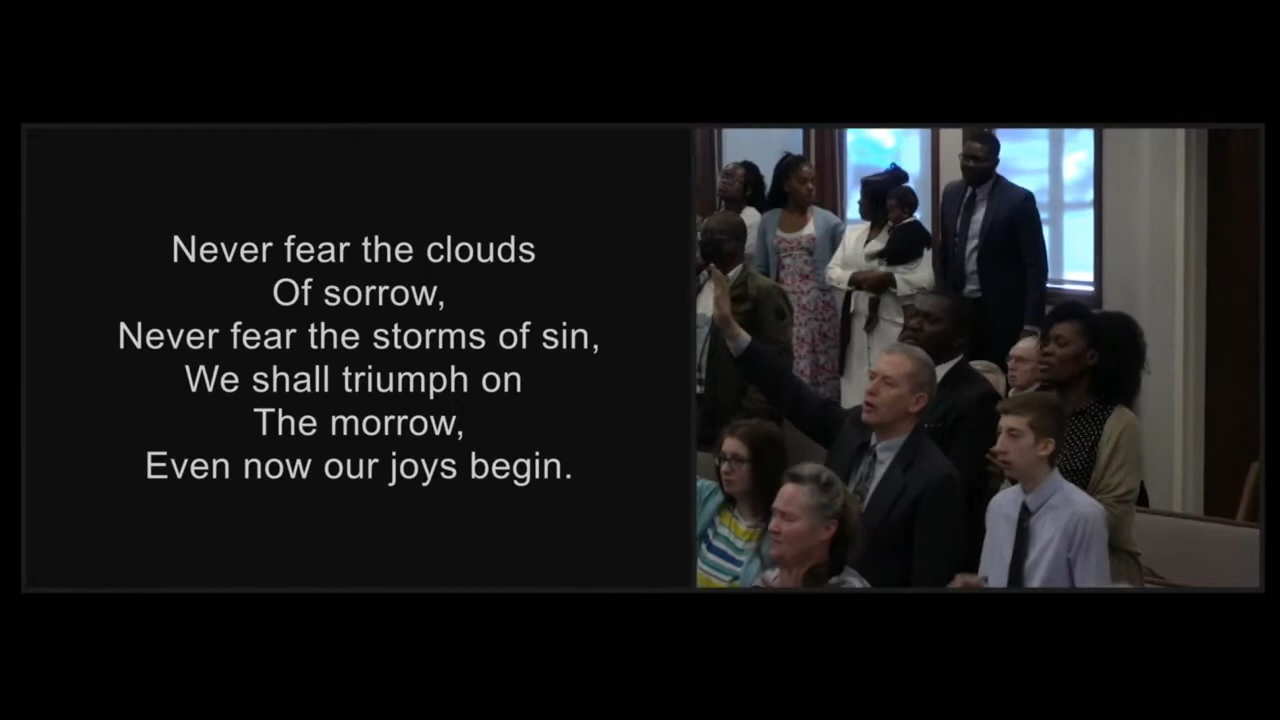 Never fear the clouds
Of sorrow,
Never fear the storms of sin,
We shall triumph on
The morrow,
Even now our joys begin.